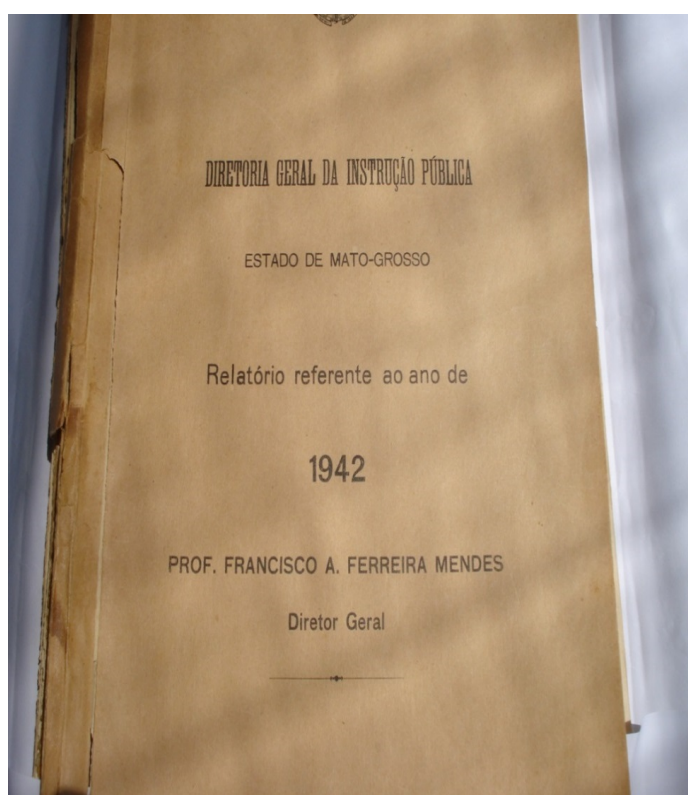 DIRETORIA GERAL DA INSTRUÇÃO PÚBLICA
ESTADO DE MATO-GROSSO
Relatório referente ao ano de
1942
PROF. FRANCISCO A. FERREIRA MENDES
Diretor Geral